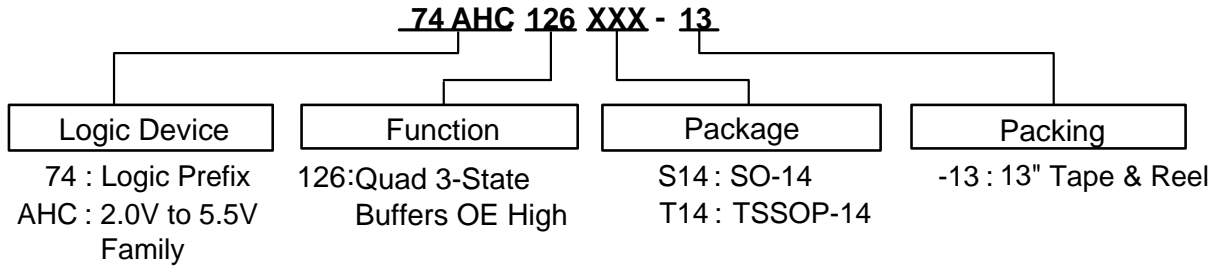 74 AHC 126 XXX - 13
Logic Device
Function
Package
Packing
74 : Logic Prefix
AHC : 2.0V to 5.5V
Family
126:Quad 3-State
Buffers OE High
S14 : SO-14
T14 : TSSOP-14
-13 : 13" Tape & Reel